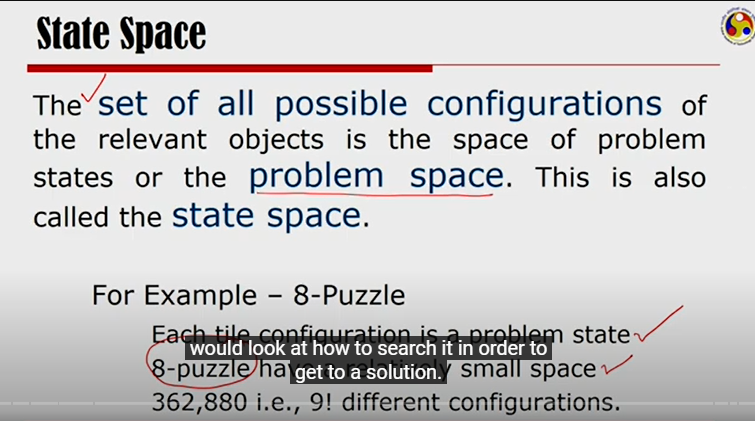 State Space
The set of all possible configurations of
the relevant objects is the space of problem
states or the problem space. This is also
called the state space.
For Example – 8-Puzzle
Each tile configuration is a problem state
would look at how to search it in order to
8-puzzle have a relatively small space
get to a solution.
362,880 i.e., 9! different configurations.